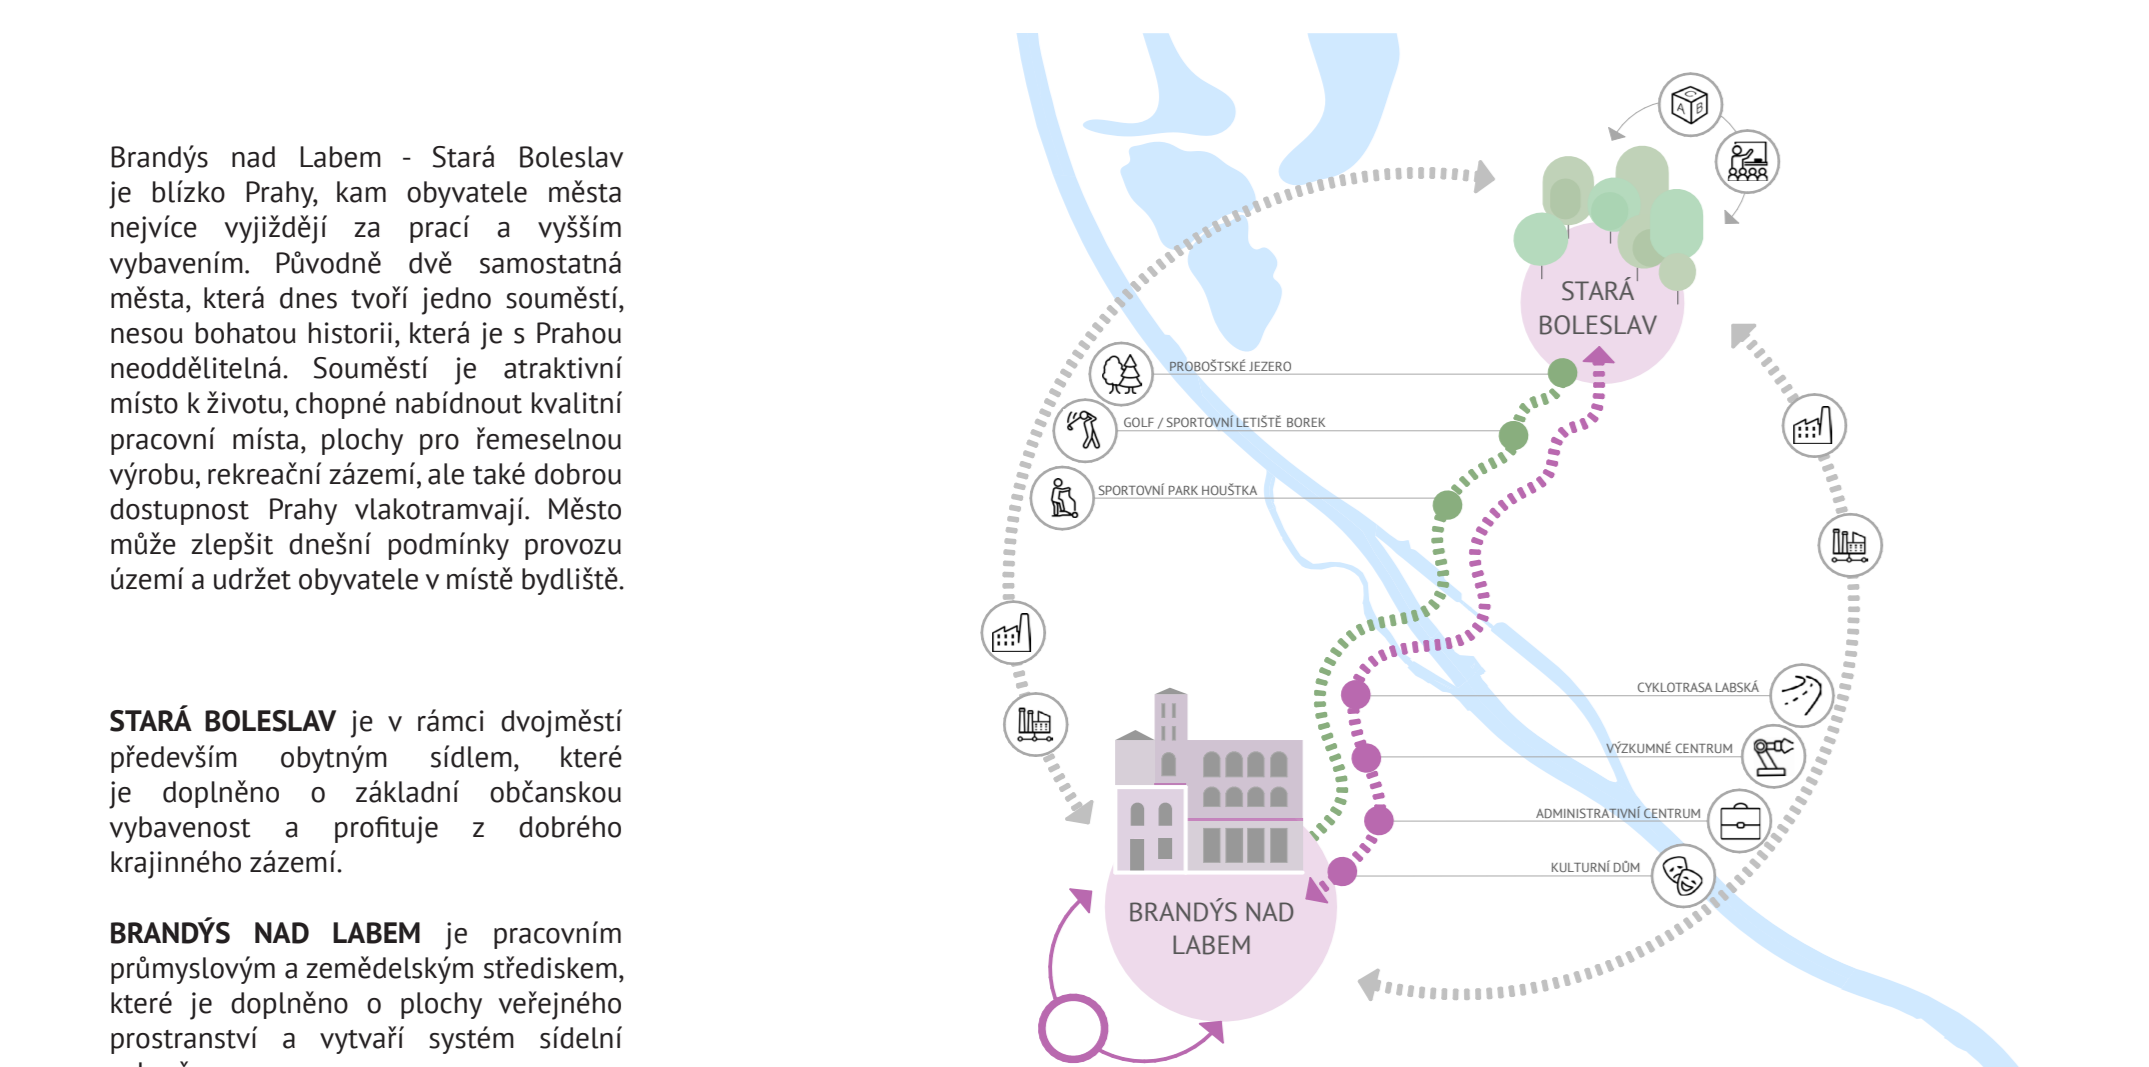 Brandýs nad Labem - Stará Boleslav
je blízko Prahy, kam obyvatele města
nejvíce vyjiždějí za prací a vyšším
vybavením. Původně dvě samostatná
města, která dnes tvoří jedno souměstí,
nesou bohatou historii, která je s Prahou
neoddělitelná. Souměstí je atraktivní
místo k životu, chopné nabídnout kvalitní
pracovní místa, plochy pro řemeselnou
výrobu, rekreační zázemí, ale také dobrou
dostupnost Prahy vlakotramvají. Město
může zlepšit dnešní podmínky provozu
území a udržet obyvatele v místě bydliště.
STARÁ BOLESLAV je v rámci dvojměstí
především obytným sídlem, které
je doplněno o základní občanskou
vybavenost a profituje z dobrého
krajinného zázemí.
BRANDÝS NAD LABEM je pracovním
průmyslovým a zemědelským střediskem,
které je doplněno o plochy veřejného
prostranství a vytvaří systém sídelní
C
A B
STARÁ
BOLESLAV
PROBOŠTSKÉ JEZERO
GOLF / SPORTOVNÍ LETIŠTĚ BOREK
SPORTOVNÍ PARK HOUŠTKA
CYKLOTRASA LABSKÁ
VÝZKUMNÉ CENTRUM
ADMINISTRATIVNÍ CENTRUM
KULTURNÍ DŮM
BRANDÝS NAD
LABEM